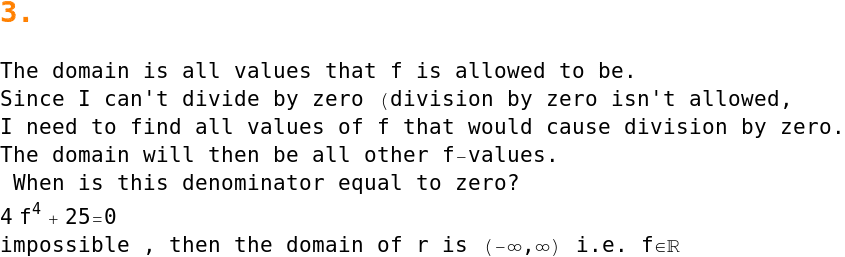 3.
The domain is all values that f is allowed to be.
Since I can't divide by zero (division by zero isn't allowed,
I need to find all values of f that would cause division by zero.
The domain will then be all other f-values.
When is this denominator equal to zero?
4 f⁴ + 25=0
impossible , then the domain of r is (-∞,∞) i.e. f∈ℝ